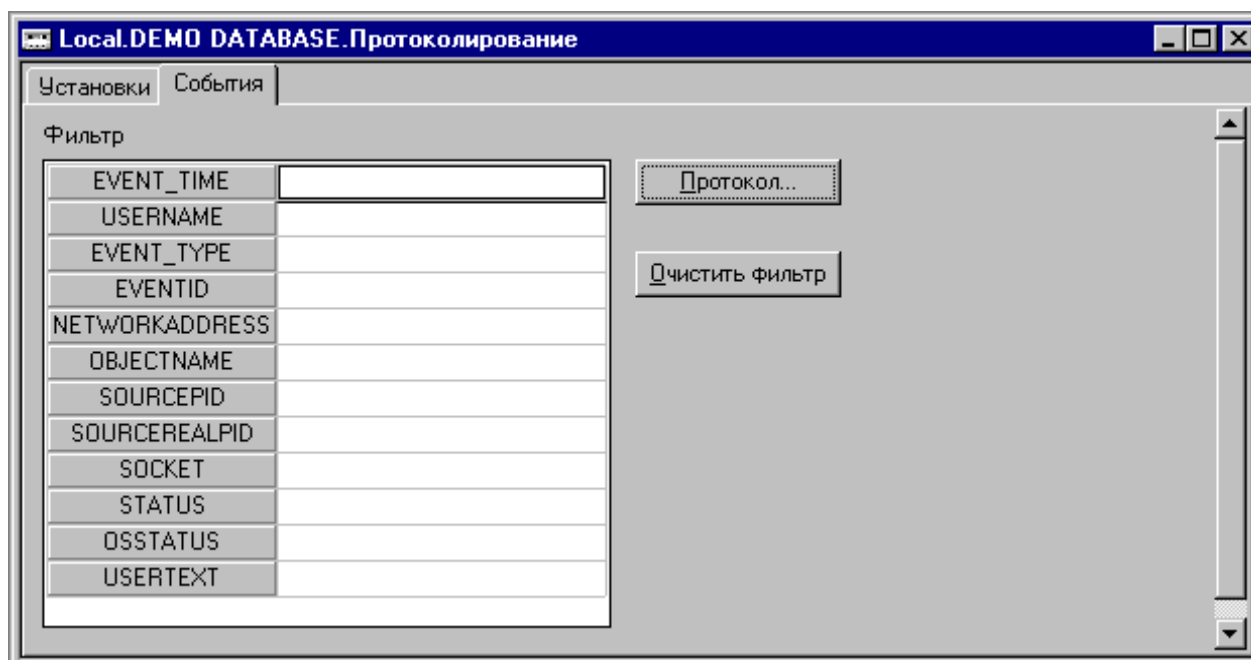 Local.DEMO DATABASE.Протоколирование
Установки События
Фильтр
EVENT_TIME
Протокол...
USERNAME
EVENT_TYPE
Очистить фильтр
EVENTID
NETWORKADDRESS
OBJECTNAME
SOURCEPID
SOURCEREALPID
SOCKET
STATUS
OSSTATUS
USERTEXT